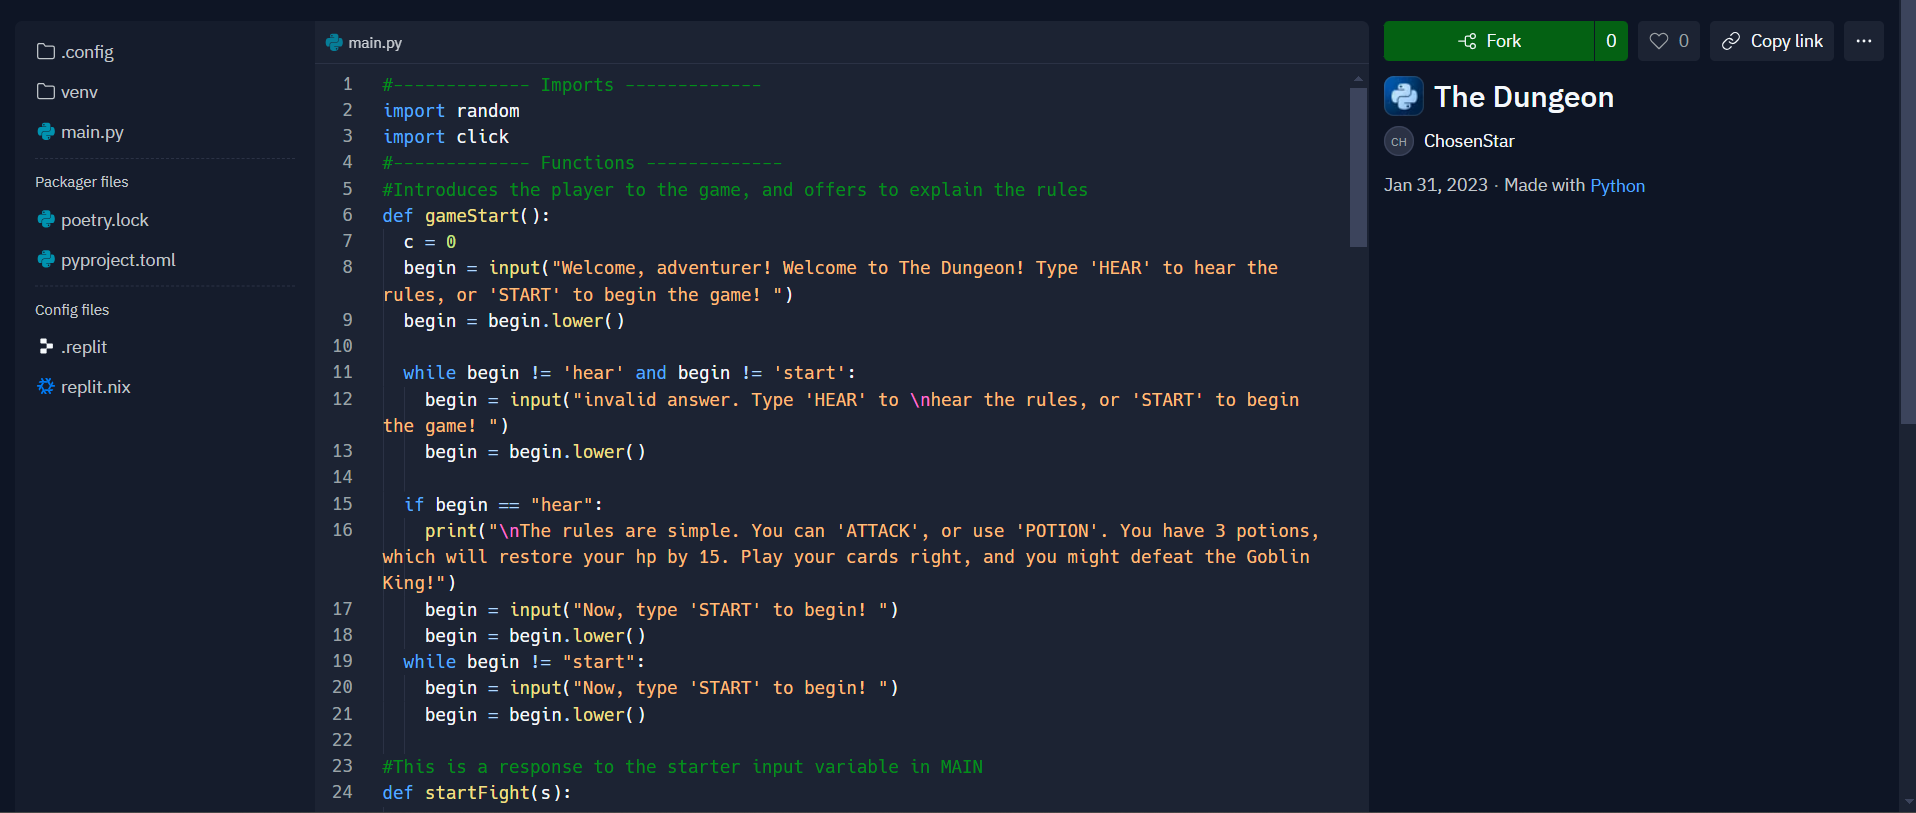 .config
venv
main.py
Packager files
poetry.lock
pyproject.toml
Config files
.replit
replit.nix
main.py
1 #------------- Imports -------------
2 import random
3 import click
4 #------------- Functions -------------
5 #Introduces the player to the game, and offers to explain the rules
6 def gameStart():
7   c = 0
8   begin = input("Welcome, adventurer! Welcome to The Dungeon! Type 'HEAR' to hear the
rules, or 'START' to begin the game! ")
9   begin = begin.lower()
10
11   while begin != 'hear' and begin != 'start':
12     begin = input("invalid answer. Type 'HEAR' to \nhear the rules, or 'START' to begin
the game! ")
13     begin = begin.lower()
14
15   if begin == "hear":
16     print("\nThe rules are simple. You can 'ATTACK', or use 'POTION'. You have 3 potions,
which will restore your hp by 15. Play your cards right, and you might defeat the Goblin
King!")
17     begin = input("Now, type 'START' to begin! ")
18     begin = begin.lower()
19   while begin != "start":
20     begin = input("Now, type 'START' to begin! ")
21     begin = begin.lower()
22
23 #This is a response to the starter input variable in MAIN
24 def startFight(s):
Fork 0
0
Copy link
...
The Dungeon
CH ChosenStar
Jan 31, 2023 · Made with Python